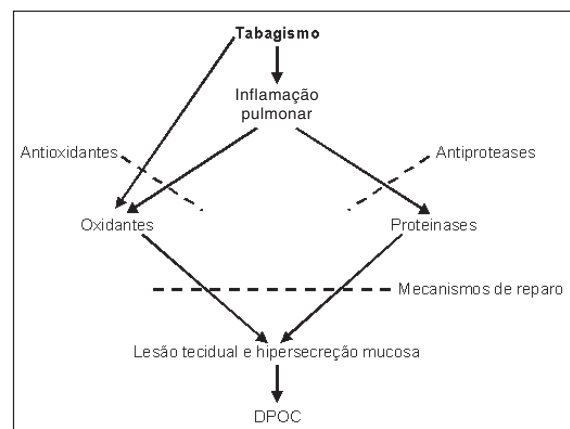 Tabagismo
Inflamação
pulmonar
Antioxidantes
Antiproteases
Oxidantes
Proteinases
Mecanismos de reparo
Lesão tecidual e hipersecreção mucosa
DPOC